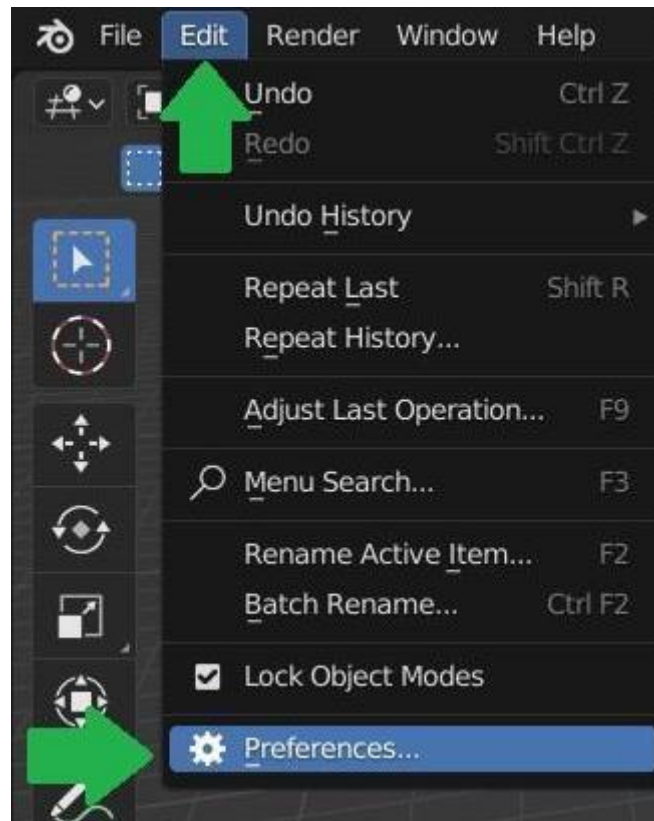 File Edit Render Window Help
Undo Ctrl Z
Redo Shift Ctrl Z
Undo History
Repeat Last Shift R
Repeat History...
Adjust Last Operation... F9
Menu Search... F3
Rename Active Item... F2
Batch Rename... Ctrl F2
Lock Object Modes
Preferences...